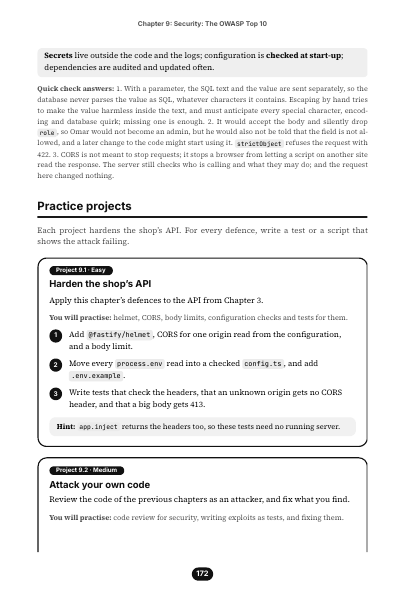 Chapter 9: Security: The OWASP Top 10
Secrets live outside the code and the logs; configuration is checked at start-up;
dependencies are audited and updated often.
Quick check answers: 1. With a parameter, the SQL text and the value are sent separately, so the
database never parses the value as SQL, whatever characters it contains. Escaping by hand tries
to make the value harmless inside the text, and must anticipate every special character, encod-
ing and database quirk; missing one is enough. 2. It would accept the body and silently drop
role, so Omar would not become an admin, but he would also not be told that the field is not al-
lowed, and a later change to the code might start using it. strictObject refuses the request with
422. 3. CORS is not meant to stop requests; it stops a browser from letting a script on another site
read the response. The server still checks who is calling and what they may do; and the request
here changed nothing.
Practice projects
Each project hardens the shop's API. For every defence, write a test or a script that
shows the attack failing.
Project 9.1 · Easy
Harden the shop's API
Apply this chapter's defences to the API from Chapter 3.
You will practise: helmet, CORS, body limits, configuration checks and tests for them.
1 Add @fastify/helmet, CORS for one origin read from the configuration,
and a body limit.
2 Move every process.env read into a checked config.ts, and add
.env.example.
3 Write tests that check the headers, that an unknown origin gets no CORS
header, and that a big body gets 413.
Hint: app.inject returns the headers too, so these tests need no running server.
Project 9.2 · Medium
Attack your own code
Review the code of the previous chapters as an attacker, and fix what you find.
You will practise: code review for security, writing exploits as tests, and fixing them.
172